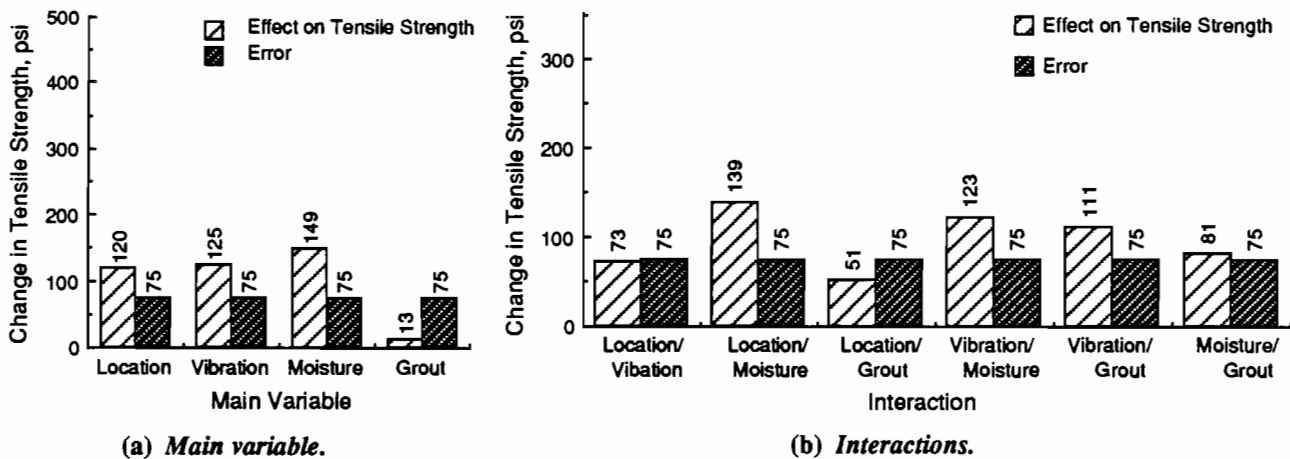 Change in Tensile Strength, psi
500
400
300
200
100
0
Effect on Tensile Strength
Error
120
75
125
75
149
75
13
75
Location
Vibration
Moisture
Grout
Main Variable
(a) Main variable.
Change in Tensile Strength, psi
300
200
100
0
Effect on Tensile Strength
Error
73
75
139
75
51
75
123
75
111
75
81
75
Location/
Vibation
Location/
Moisture
Location/
Grout
Vibration/
Moisture
Vibration/
Grout
Moisture/
Grout
Interaction
(b) Interactions.